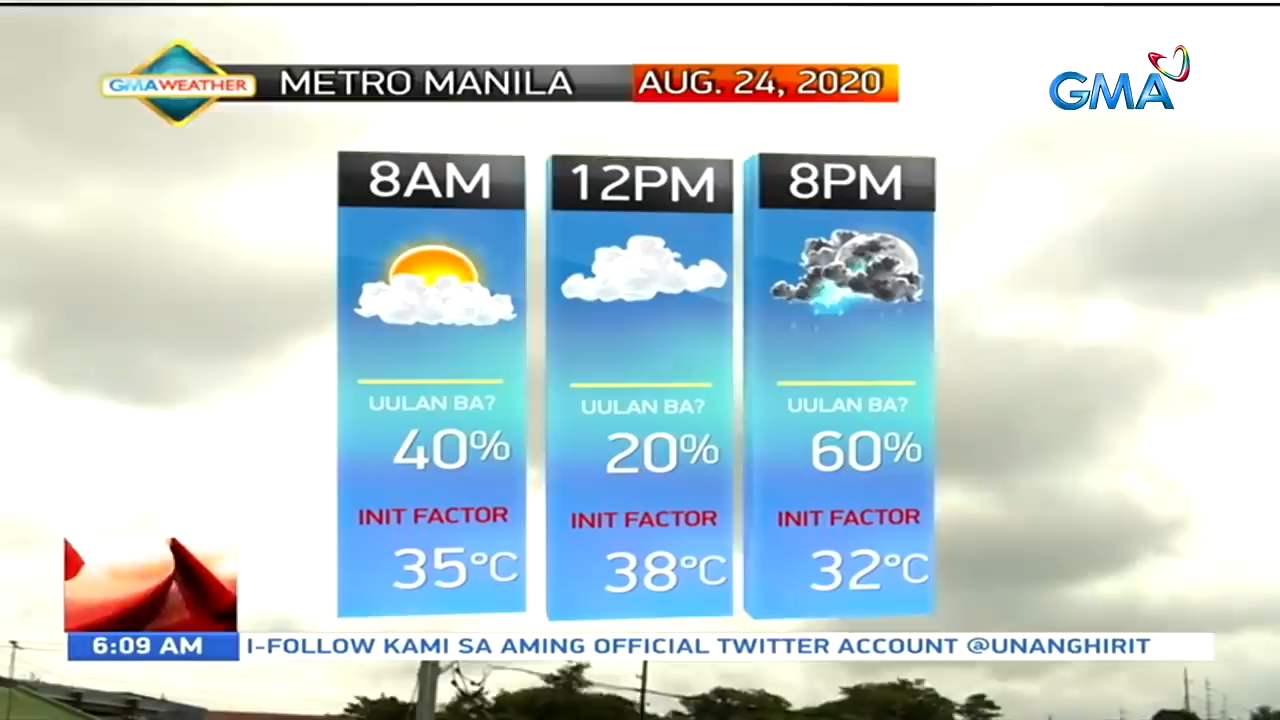 GMAWEATHER
METRO MANILA
AUG. 24, 2020
GMA
8AM
UULAN BA?
40%
INIT FACTOR
35°C
12PM
UULAN BA?
20%
INIT FACTOR
38°C
8PM
UULAN BA?
60%
INIT FACTOR
32°C
6:09 AM
I-FOLLOW KAMI SA AMING OFFICIAL TWITTER ACCOUNT @UNANGHIRIT